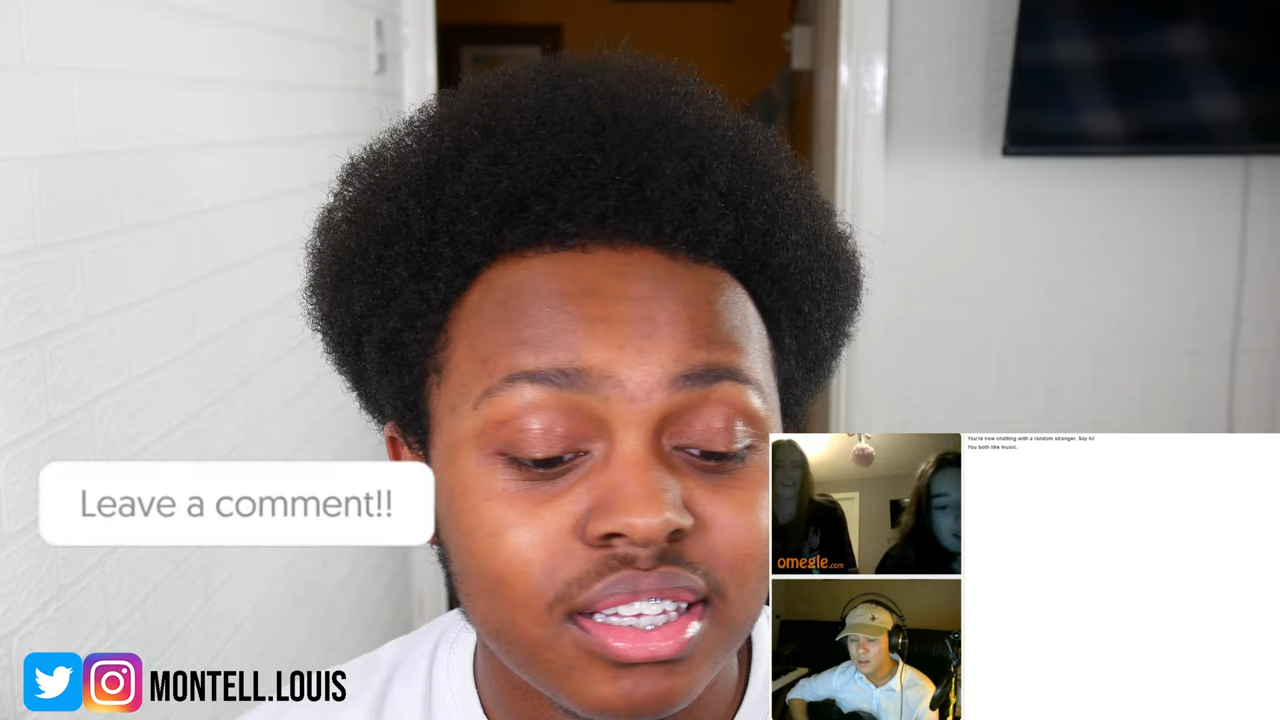 You're now chatting with a random stranger. Say hi!
You both like music.
Leave a comment!!
omegle.com
MONTELL.LOUIS